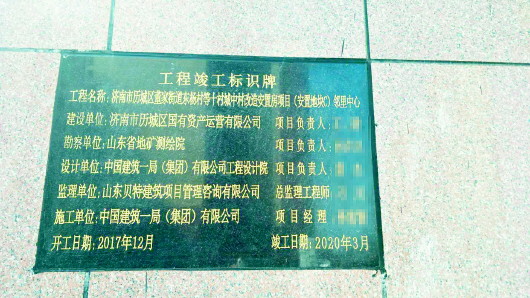 工程竣工标识牌
工程名称:济南市历城区董家街道东杨村等十村城中村改造安置房项目(安置地块C)邻里中心
建设单位:济南市历城区国有资产运营有限公司 项目负责人:
勘察单位:山东省地矿测绘院 项目负责人:
设计单位:中国建筑一局(集团)有限公司工程设计院 项目负责人:
监理单位:山东贝特建筑项目管理咨询有限公司 总监理工程师
施工单位:中国建筑一局(集团)有限公司 项目经理
开工日期:2017年12月 竣工日期:2020年3月